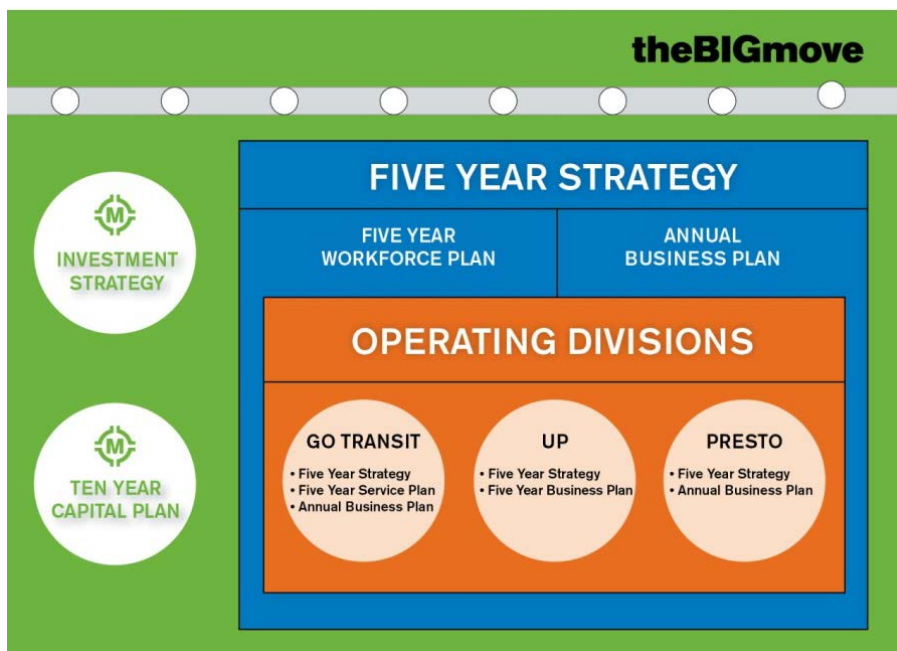 theBIGmove
FIVE YEAR STRATEGY
FIVE YEAR
WORKFORCE PLAN
ANNUAL
BUSINESS PLAN
M
INVESTMENT
STRATEGY
OPERATING DIVISIONS
GO TRANSIT
• Five Year Strategy
• Five Year Service Plan
• Annual Business Plan
UP
• Five Year Strategy
• Five Year Business Plan
PRESTO
• Five Year Strategy
• Annual Business Plan
M
TEN YEAR
CAPITAL PLAN